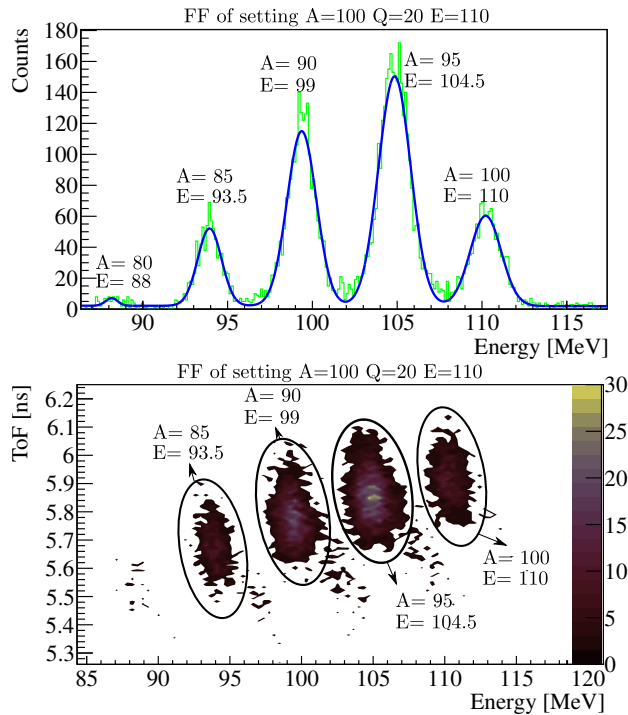 FF of setting A=100 Q=20 E=110
Counts
180
160
140
120
100
80
60
40
20
0
A= 80
E= 88
A= 85
E= 93.5
A= 90
E= 99
A= 95
E= 104.5
A= 100
E= 110
90 95 100 105 110 115
Energy [MeV]
FF of setting A=100 Q=20 E=110
ToF [ns]
6.2
6.1
6
5.9
5.8
5.7
5.6
5.5
5.4
5.3
A= 85
E= 93.5
A= 90
E= 99
A= 95
E= 104.5
A= 100
E= 110
30
25
20
15
10
5
0
85 90 95 100 105 110 115 120
Energy [MeV]